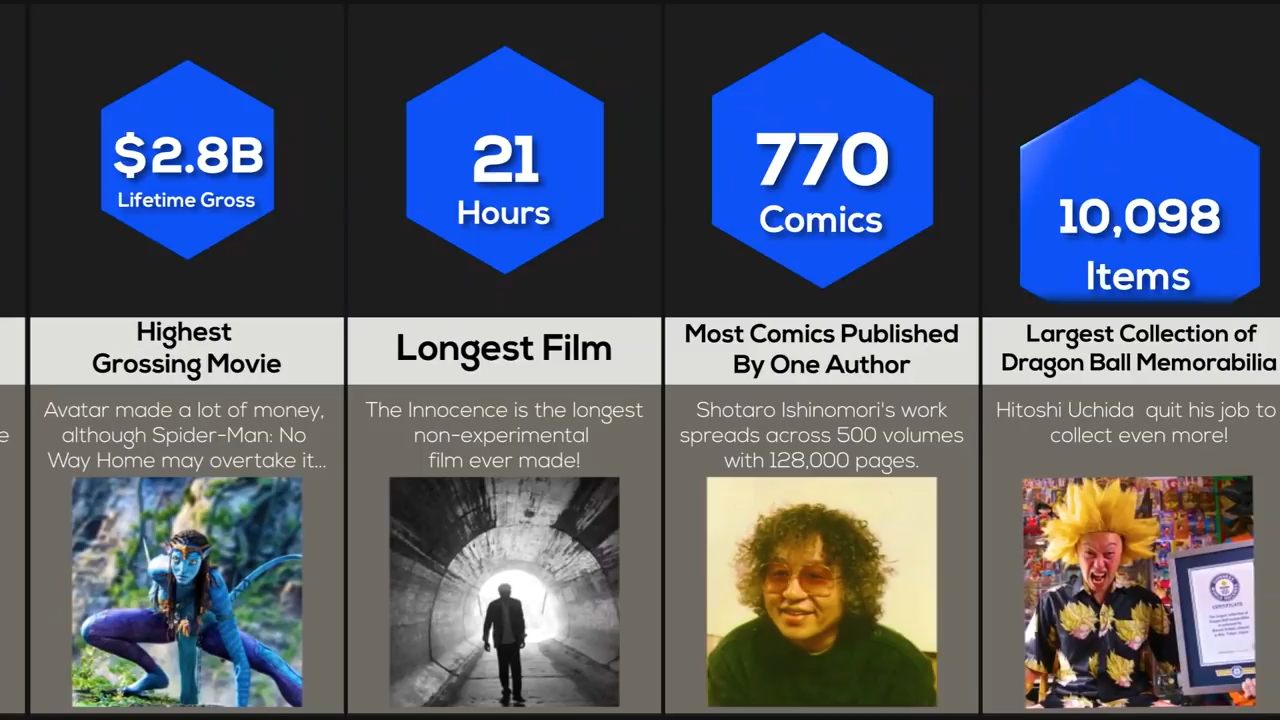 $2.8B
Lifetime Gross
Highest
Grossing Movie
Avatar made a lot of money,
although Spider-Man: No
Way Home may overtake it...
21
Hours
Longest Film
The Innocence is the longest
non-experimental
film ever made!
770
Comics
Most Comics Published
By One Author
Shotaro Ishinomori's work
spreads across 500 volumes
with 128,000 pages.
10,098
Items
Largest Collection of
Dragon Ball Memorabilia
Hitoshi Uchida quit his job to
collect even more!
CERTIFICATE
e